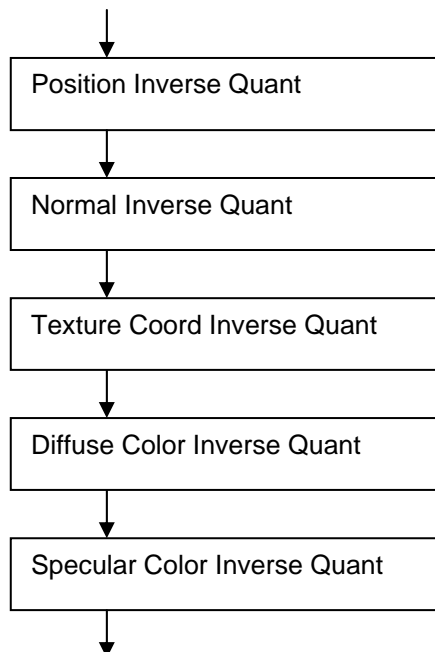 Position Inverse Quant
Normal Inverse Quant
Texture Coord Inverse Quant
Diffuse Color Inverse Quant
Specular Color Inverse Quant